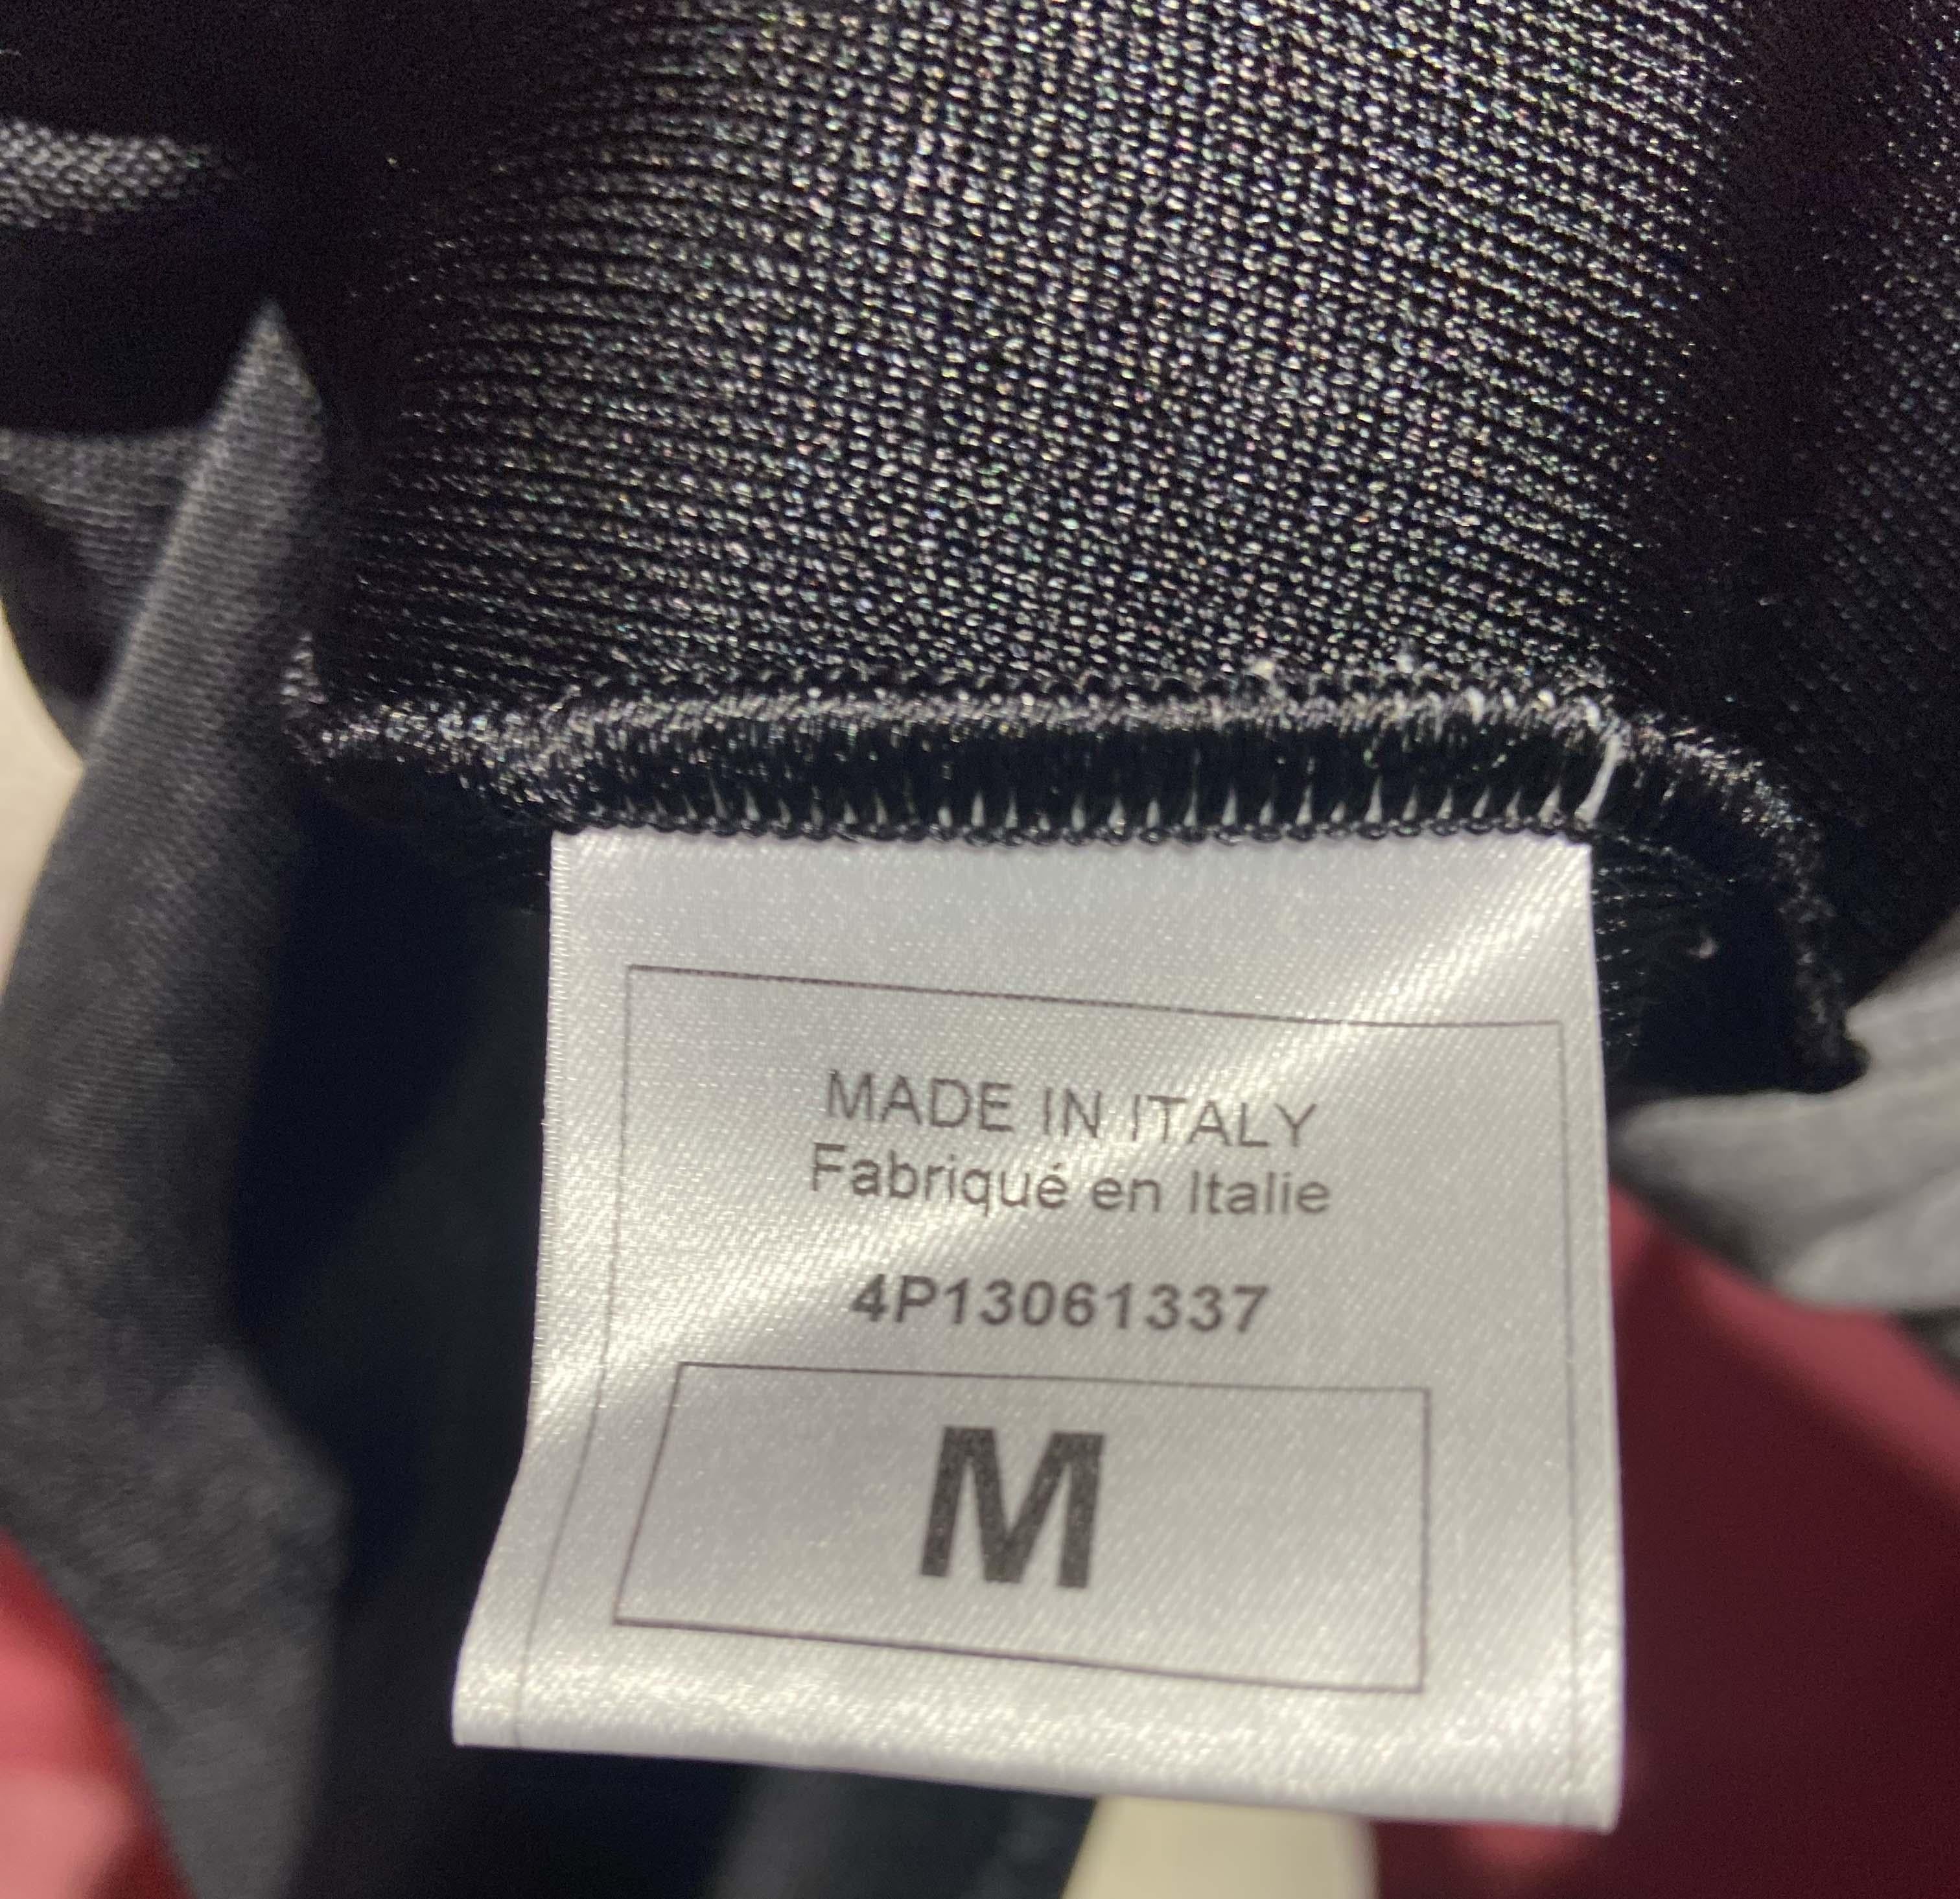 MADE IN ITALY
Fabriqué en Italie
4P13061337
M